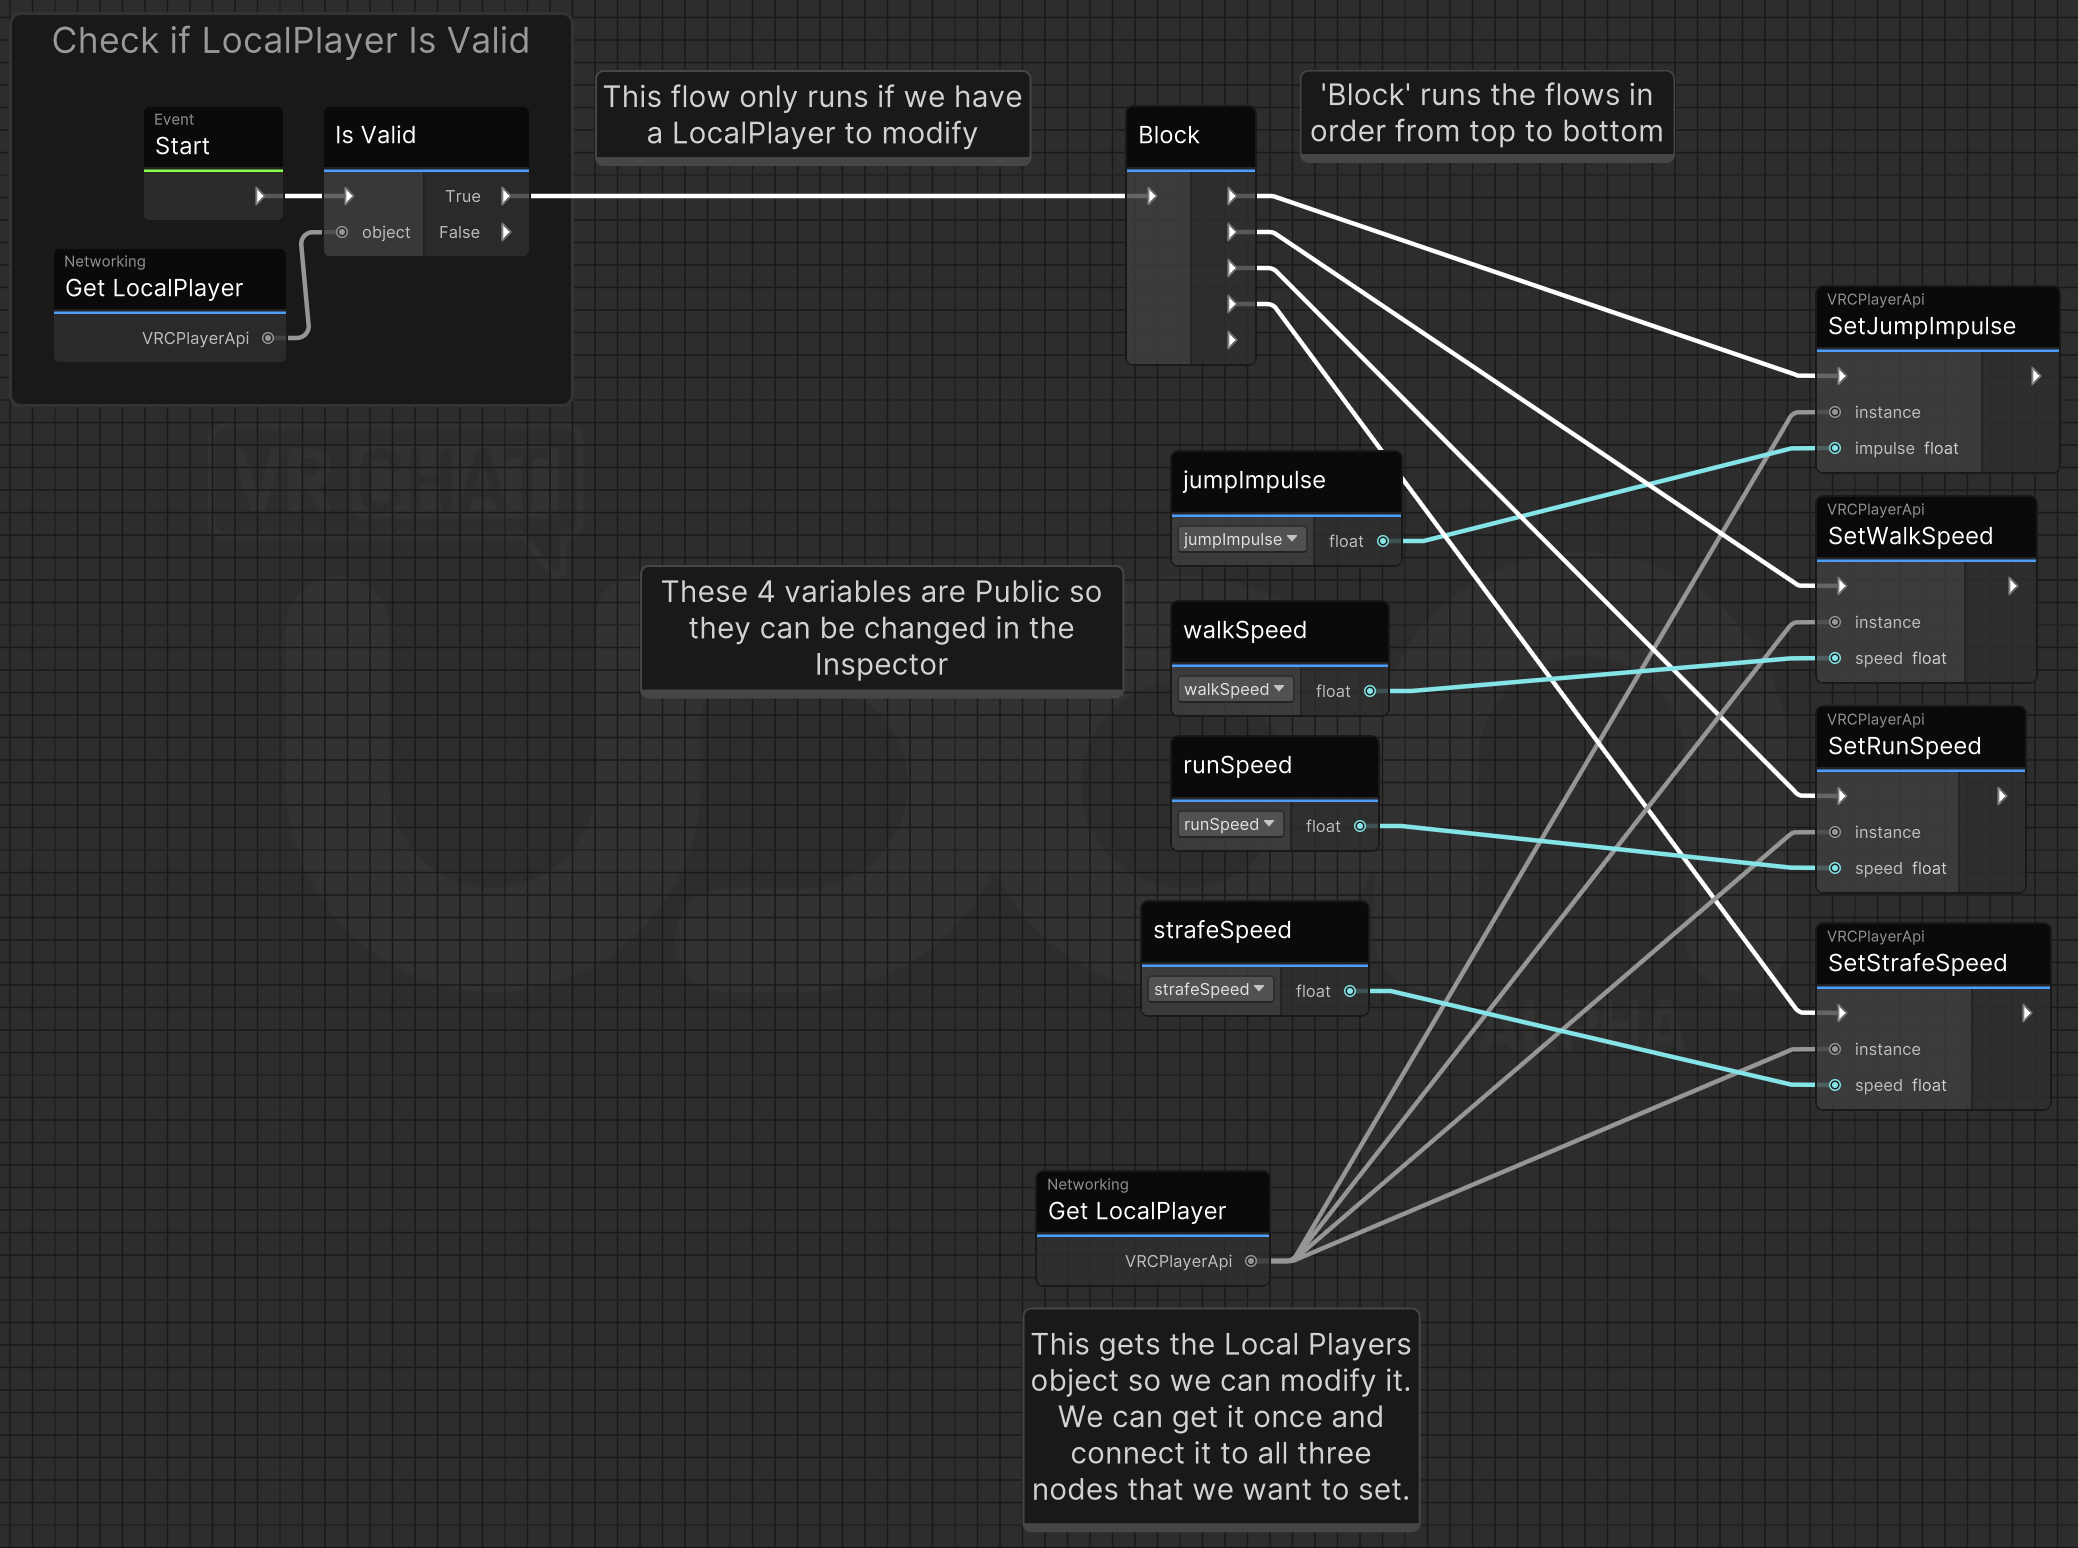 Check if LocalPlayer Is Valid
Event
Start
Is Valid
True
object
False
Networking
Get LocalPlayer
VRCPlayerApi
This flow only runs if we have
a LocalPlayer to modify
Block
'Block' runs the flows in
order from top to bottom
VRCPlayerApi
SetJumpImpulse
instance
impulse float
jumpImpulse
jumpImpulse
float
VRCPlayerApi
SetWalkSpeed
instance
speed float
These 4 variables are Public so
they can be changed in the
Inspector
walkSpeed
walkSpeed
float
VRCPlayerApi
SetRunSpeed
instance
speed float
runSpeed
runSpeed
float
strafeSpeed
strafeSpeed
float
VRCPlayerApi
SetStrafeSpeed
instance
speed float
Networking
Get LocalPlayer
VRCPlayerApi
This gets the Local Players
object so we can modify it.
We can get it once and
connect it to all three
nodes that we want to set.
VRCHAT